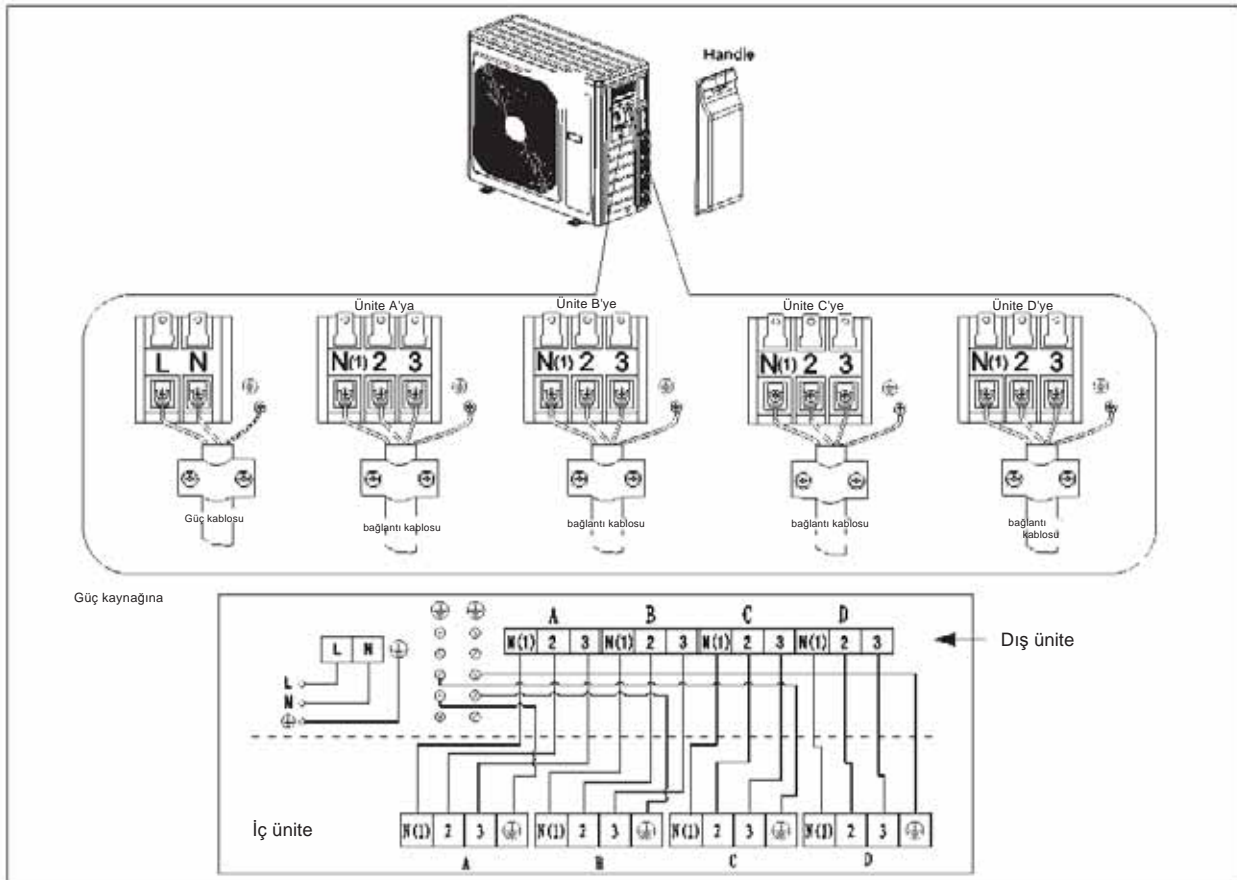 Handle
Ünite A'ya
Ünite B'ye
Ünite C'ye
Ünite D'ye
L N
N(1) 2 3
N(1) 2 3
N(1) 2 3
N(1) 2 3
Güç kablosu
bağlantı kablosu
bağlantı kablosu
bağlantı kablosu
bağlantı
kablosu
Güç kaynağına
A B C D
N(1) 2 3 N(1) 2 3 N(1) 2 3 N(1) 2 3
Dış ünite
L N
L
N
İç ünite
N(1) 2 3
N(1) 2 3
N(1) 2 3
N(1) 2 3
A B C D